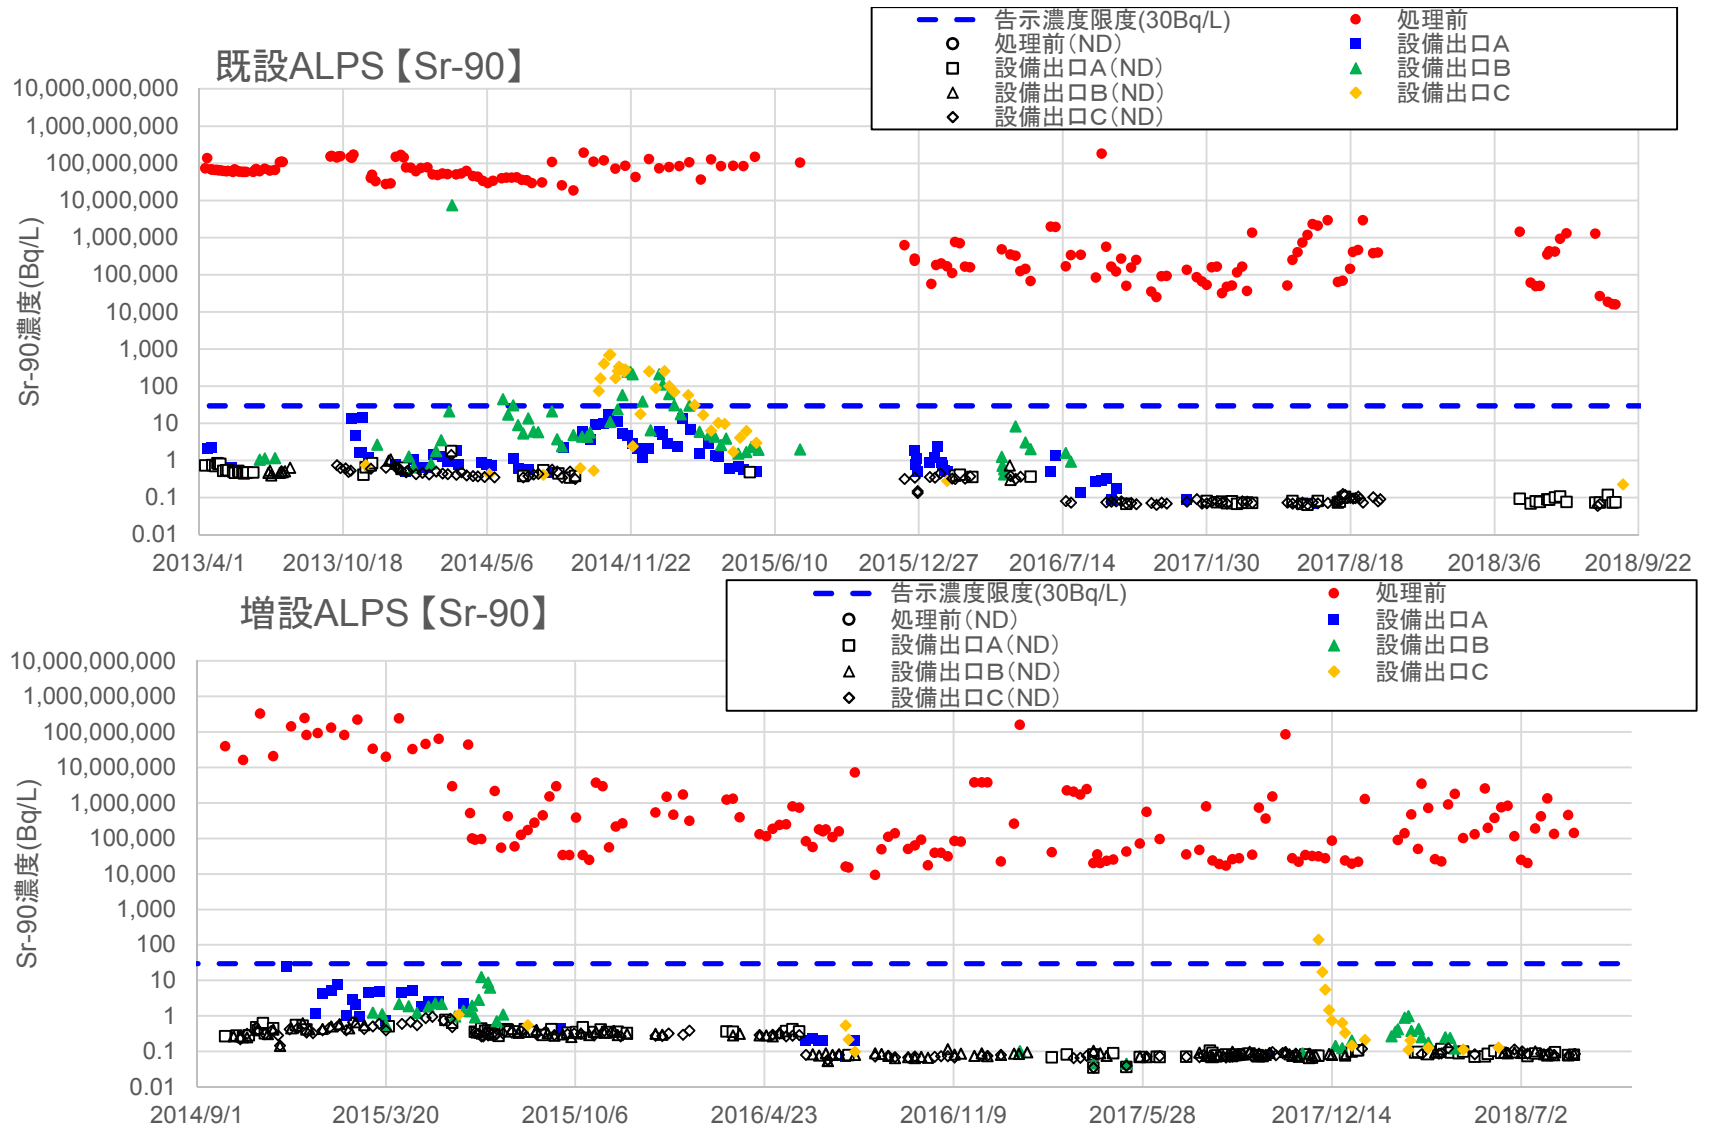 告示濃度限度(30Bq/L) 処理前
処理前(ND) 設備出口A
設備出口A(ND) 設備出口B
設備出口B(ND) 設備出口C
設備出口C(ND)
既設ALPS【Sr-90】
Sr-90濃度(Bq/L)
10,000,000,000
1,000,000,000
100,000,000
10,000,000
1,000,000
100,000
10,000
1,000
100
10
1
0.1
0.01
2013/4/1 2013/10/18 2014/5/6 2014/11/22 2015/6/10 2015/12/27 2016/7/14 2017/1/30 2017/8/18 2018/3/6 2018/9/22
告示濃度限度(30Bq/L) 処理前
処理前(ND) 設備出口A
設備出口A(ND) 設備出口B
設備出口B(ND) 設備出口C
設備出口C(ND)
増設ALPS【Sr-90】
Sr-90濃度(Bq/L)
10,000,000,000
1,000,000,000
100,000,000
10,000,000
1,000,000
100,000
10,000
1,000
100
10
1
0.1
0.01
2014/9/1 2015/3/20 2015/10/6 2016/4/23 2016/11/9 2017/5/28 2017/12/14 2018/7/2